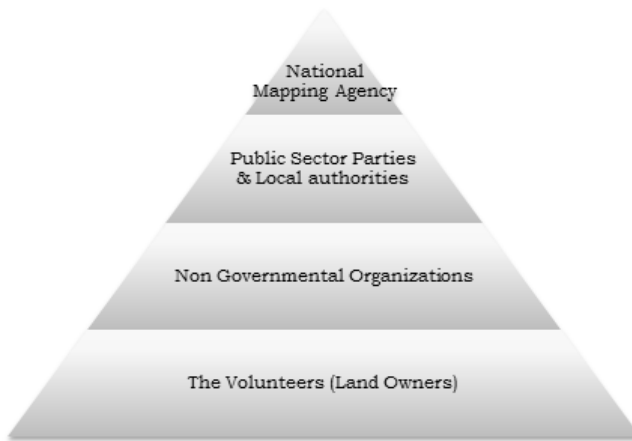 National
Mapping Agency
Public Sector Parties
& Local authorities
Non Governmental Organizations
The Volunteers (Land Owners)